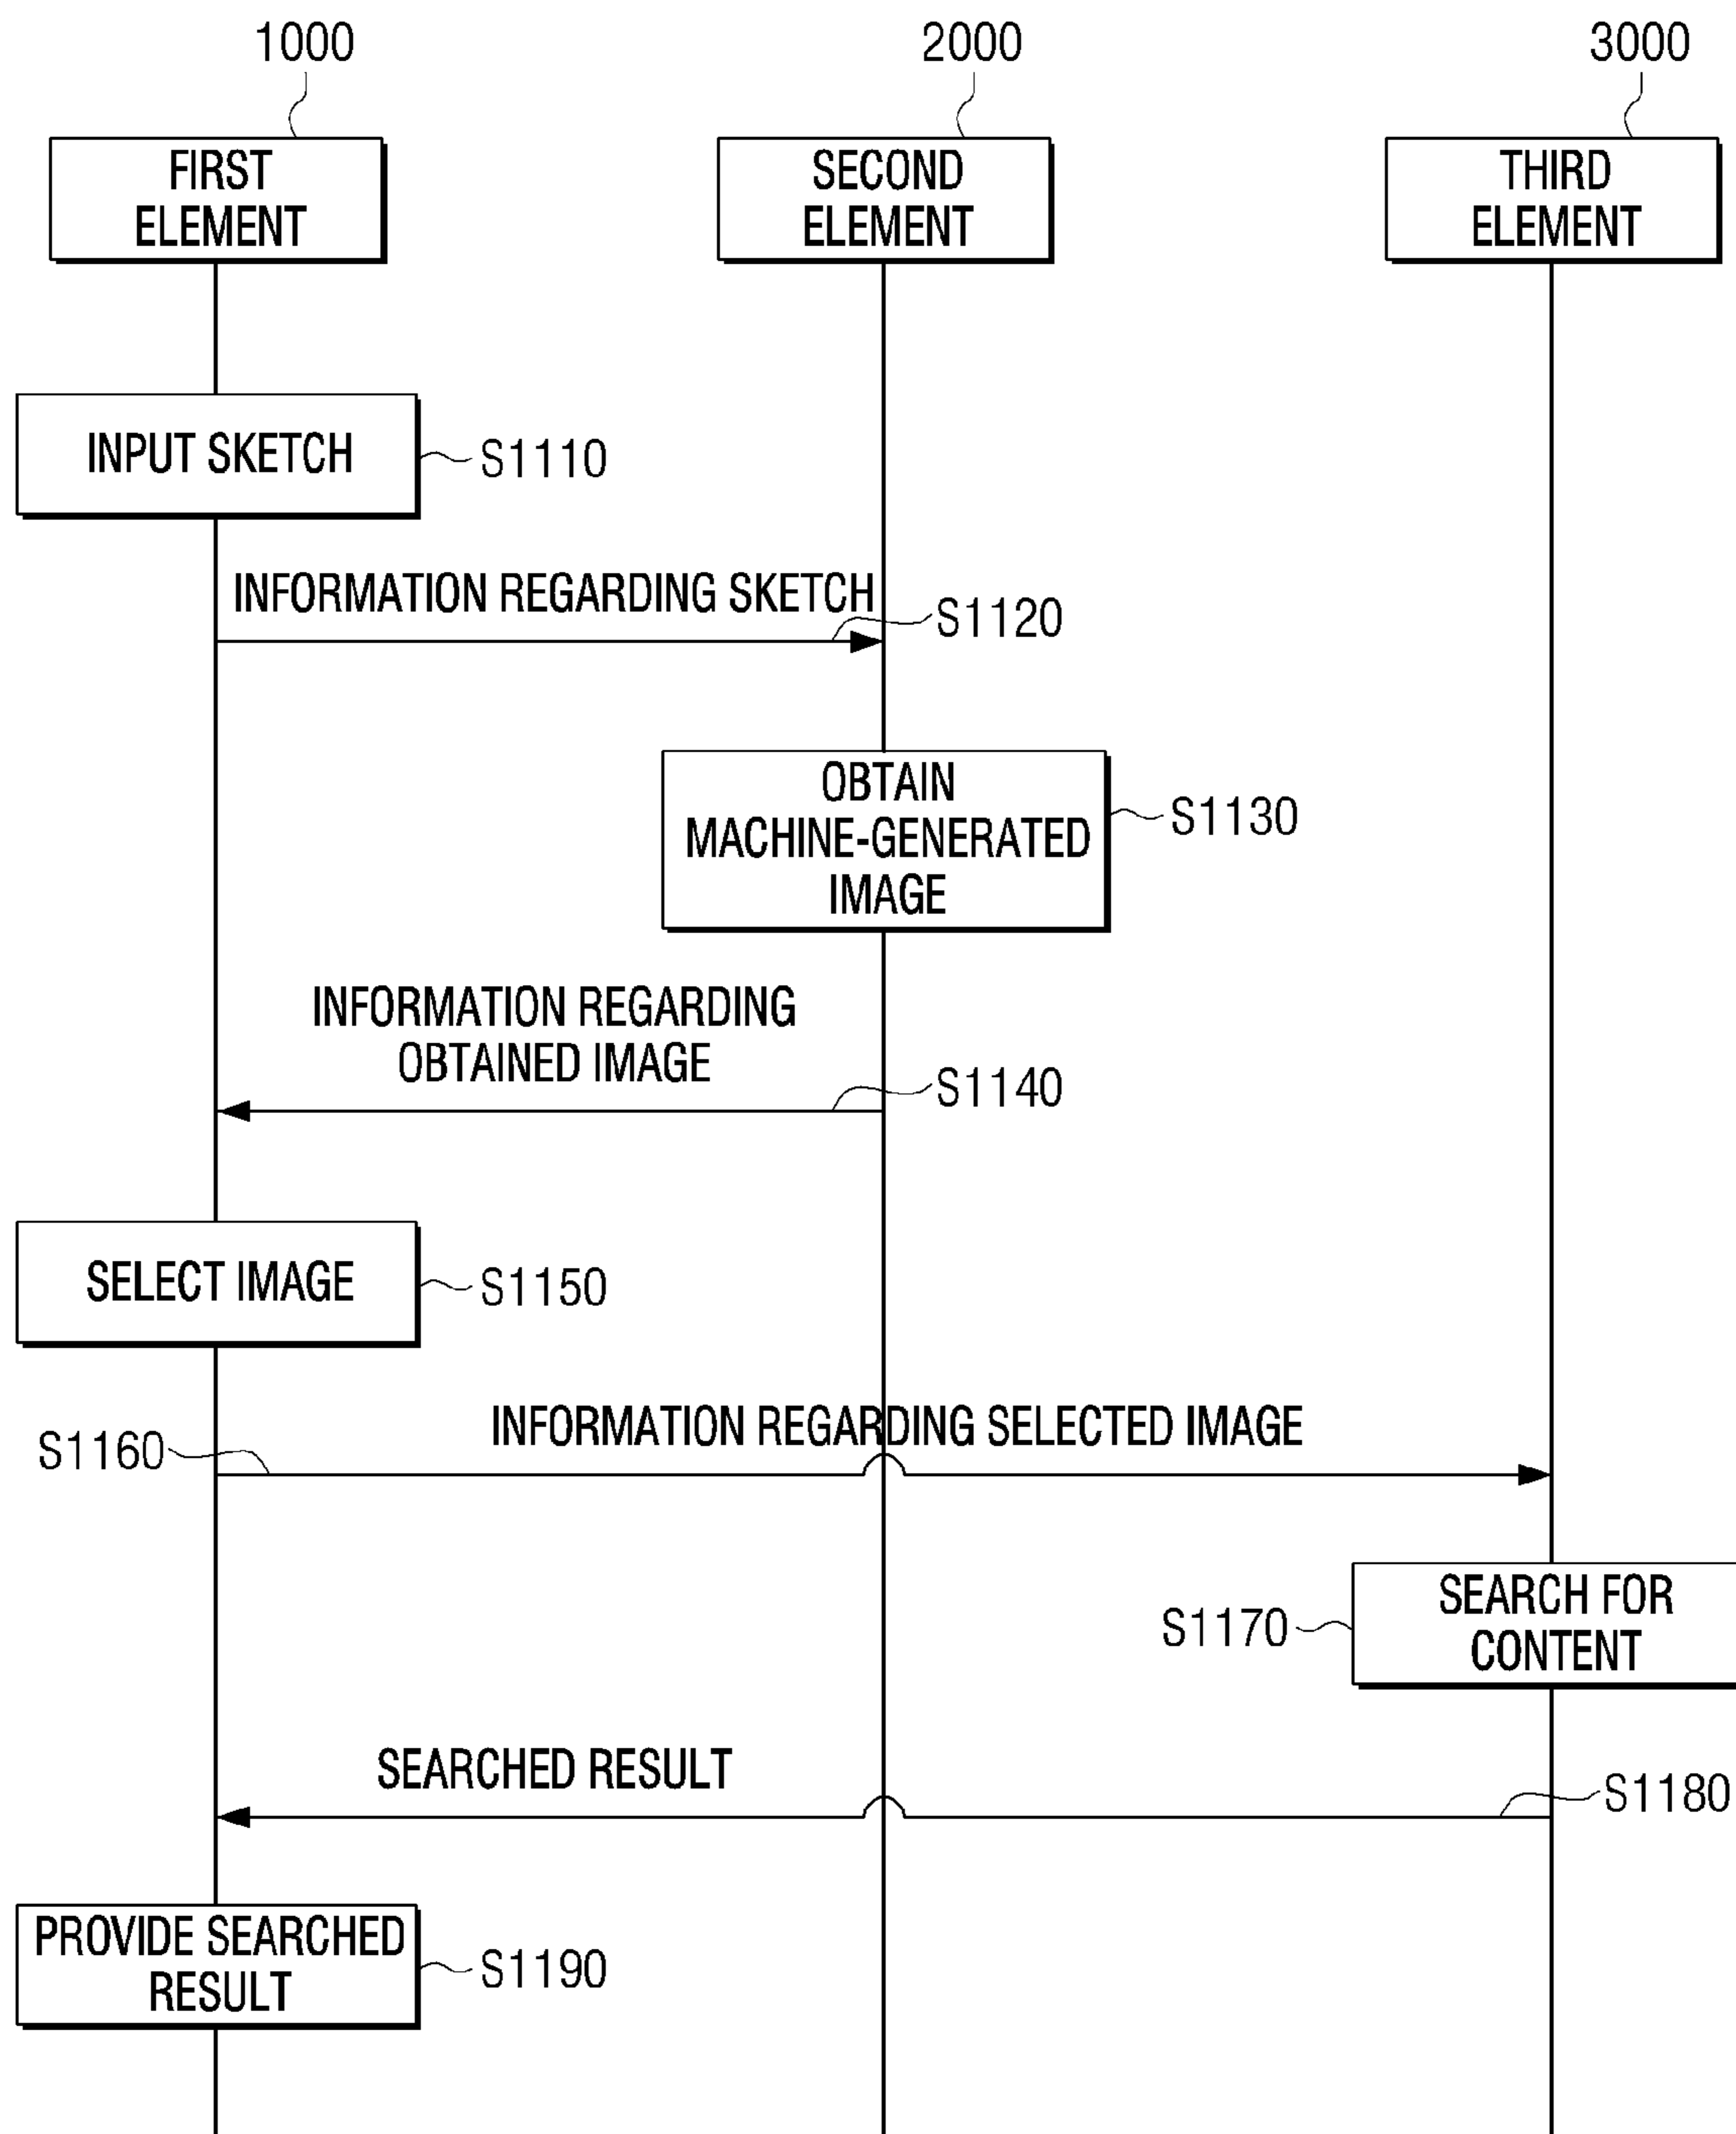 1000
2000
3000
FIRST
ELEMENT
SECOND
ELEMENT
THIRD
ELEMENT
INPUT SKETCH
S1110
INFORMATION REGARDING SKETCH
S1120
OBTAIN
MACHINE-GENERATED
IMAGE
S1130
INFORMATION REGARDING
OBTAINED IMAGE
S1140
SELECT IMAGE
S1150
INFORMATION REGARDING SELECTED IMAGE
S1160
SEARCH FOR
CONTENT
S1170
SEARCHED RESULT
S1180
PROVIDE SEARCHED
RESULT
S1190